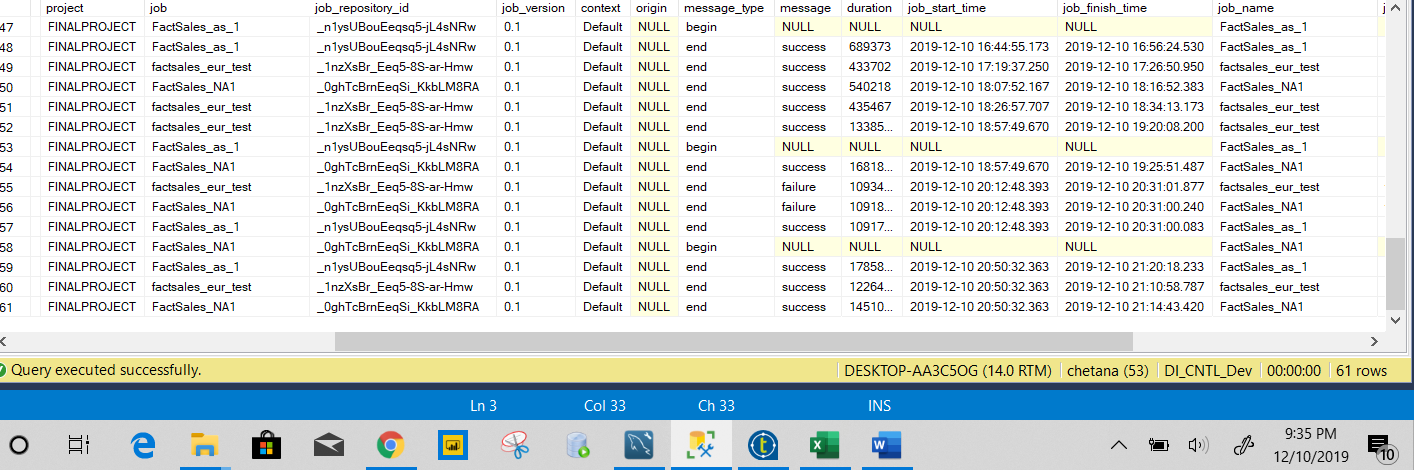 project job job_repository_id job_version context origin message_type message duration job_start_time job_finish_time job_name j
47 FINALPROJECT FactSales_as_1 _n1ysUBouEeqsq5-jL4sNRw 0.1 Default NULL begin NULL NULL NULL NULL FactSales_as_1
48 FINALPROJECT FactSales_as_1 _n1ysUBouEeqsq5-jL4sNRw 0.1 Default NULL end success 689373 2019-12-10 16:44:55.173 2019-12-10 16:56:24.530 FactSales_as_1
49 FINALPROJECT factsales_eur_test _1nzXsBr_Eeq5-8S-ar-Hmw 0.1 Default NULL end success 433702 2019-12-10 17:19:37.250 2019-12-10 17:26:50.950 factsales_eur_test
50 FINALPROJECT FactSales_NA1 _0ghTcBrnEeqSi_KkbLM8RA 0.1 Default NULL end success 540218 2019-12-10 18:07:52.167 2019-12-10 18:16:52.383 FactSales_NA1
51 FINALPROJECT factsales_eur_test _1nzXsBr_Eeq5-8S-ar-Hmw 0.1 Default NULL end success 435467 2019-12-10 18:26:57.707 2019-12-10 18:34:13.173 factsales_eur_test
52 FINALPROJECT factsales_eur_test _1nzXsBr_Eeq5-8S-ar-Hmw 0.1 Default NULL end success 13385... 2019-12-10 18:57:49.670 2019-12-10 19:20:08.200 factsales_eur_test
53 FINALPROJECT FactSales_as_1 _n1ysUBouEeqsq5-jL4sNRw 0.1 Default NULL begin NULL NULL NULL NULL FactSales_as_1
54 FINALPROJECT FactSales_NA1 _0ghTcBrnEeqSi_KkbLM8RA 0.1 Default NULL end success 16818... 2019-12-10 18:57:49.670 2019-12-10 19:25:51.487 FactSales_NA1
55 FINALPROJECT factsales_eur_test _1nzXsBr_Eeq5-8S-ar-Hmw 0.1 Default NULL end failure 10934... 2019-12-10 20:12:48.393 2019-12-10 20:31:01.877 factsales_eur_test
56 FINALPROJECT FactSales_NA1 _0ghTcBrnEeqSi_KkbLM8RA 0.1 Default NULL end failure 10918... 2019-12-10 20:12:48.393 2019-12-10 20:31:00.240 FactSales_NA1
57 FINALPROJECT FactSales_as_1 _n1ysUBouEeqsq5-jL4sNRw 0.1 Default NULL end success 10917... 2019-12-10 20:12:48.393 2019-12-10 20:31:00.083 FactSales_as_1
58 FINALPROJECT FactSales_NA1 _0ghTcBrnEeqSi_KkbLM8RA 0.1 Default NULL begin NULL NULL NULL NULL FactSales_NA1
59 FINALPROJECT FactSales_as_1 _n1ysUBouEeqsq5-jL4sNRw 0.1 Default NULL end success 17858... 2019-12-10 20:50:32.363 2019-12-10 21:20:18.233 FactSales_as_1
60 FINALPROJECT factsales_eur_test _1nzXsBr_Eeq5-8S-ar-Hmw 0.1 Default NULL end success 12264... 2019-12-10 20:50:32.363 2019-12-10 21:10:58.787 factsales_eur_test
61 FINALPROJECT FactSales_NA1 _0ghTcBrnEeqSi_KkbLM8RA 0.1 Default NULL end success 14510... 2019-12-10 20:50:32.363 2019-12-10 21:14:43.420 FactSales_NA1
Query executed successfully. DESKTOP-AA3C5OG (14.0 RTM) chetana (53) DI_CNTL_Dev 00:00:00 61 rows
Ln 3 Col 33 Ch 33 INS
9:35 PM
12/10/2019
10